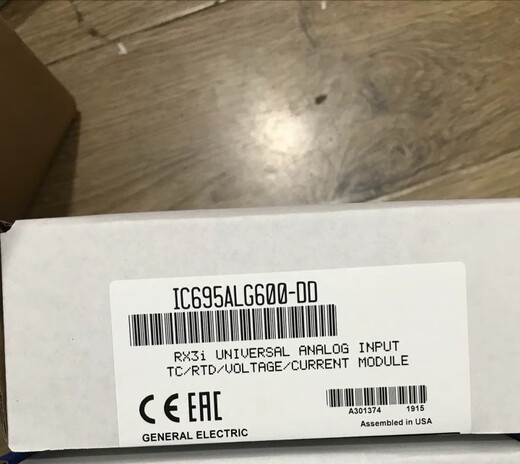 IC695ALG600-DD
RX3i UNIVERSAL ANALOG INPUT
TC/RTD/VOLTAGE/CURRENT MODULE
CE EAC
A301374 1915
Assembled in USA
GENERAL ELECTRIC